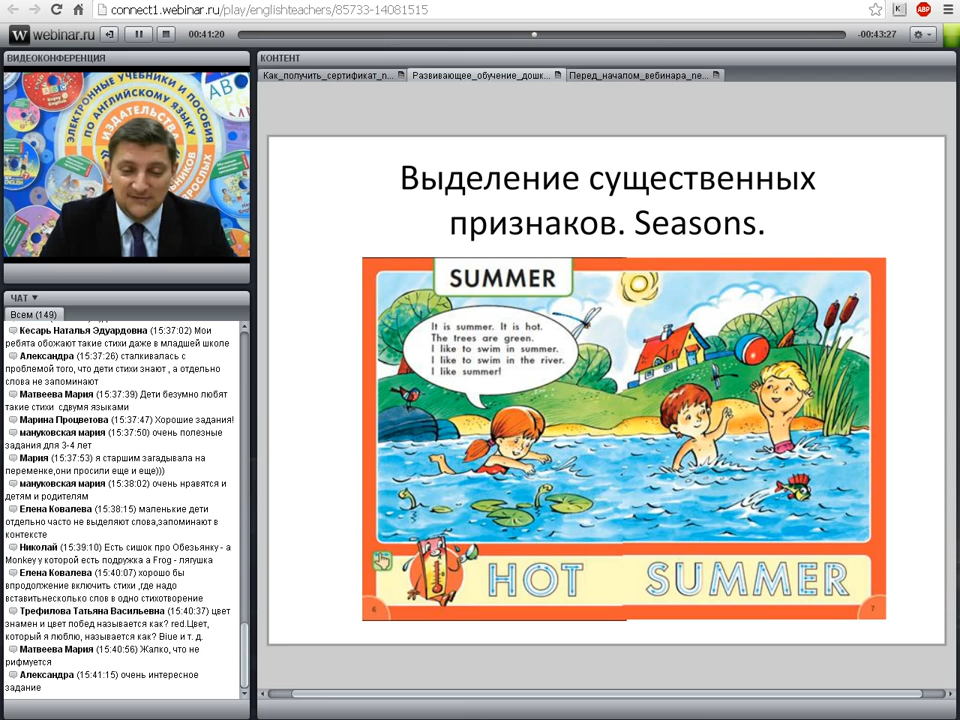 connect1.webinar.ru/play/englishteachers/85733-14081515
ABP
webinar.ru
00:41:20
-00:43:27
ВИДЕОКОНФЕРЕНЦИЯ
КОНТЕНТ
Как_получить_сертификат_п...
Развивающее_обучение_дошк...
Перед_началом_вебинара_пе...
ЭЛЕКТРОННЫЕ УЧЕБНИКИ И ПОСОБИЯ
ПО АНГЛИЙСКОМУ ЯЗЫКУ
ИЗДАТЕЛЬСТВА
Выделение существенных
признаков. Seasons.
SUMMER
It is summer. It is hot.
The trees are green.
I like to swim in summer.
I like to swim in the river.
I like summer!
HOT SUMMER
6
7
ЧАТ
Всем (149)
Кесарь Наталья Эдуардовна (15:37:02) Мои
ребята обожают такие стихи даже в младшей школе
Александра (15:37:26) сталкивалась с
проблемой того, что дети стихи знают , а отдельно
слова не запоминают
Матвеева Мария (15:37:39) Дети безумно любят
такие стихи сдвумя языками
Марина Процветова (15:37:47) Хорошие задания!
мануковская мария (15:37:50) очень полезные
задания для 3-4 лет
Мария (15:37:53) я старшим загадывала на
переменке,они просили еще и еще)))
мануковская мария (15:38:02) очень нравятся и
детям и родителям
Елена Ковалева (15:38:15) маленькие дети
отдельно часто не выделяют слова,запоминают в
контексте
Николай (15:39:10) Есть сишок про Обезьянку - а
Monkey у которой есть подружка a Frog - лягушка
Елена Ковалева (15:40:07) хорошо бы
впродолжение включить стихи ,где надо
вставитьнесколько слов в одно стихотворение
Трефилова Татьяна Васильевна (15:40:37) цвет
знамен и цвет побед называется как? red.Цвет,
который я люблю, называется как? Blue и т. д.
Матвеева Мария (15:40:56) Жалко, что не
рифмуется
Александра (15:41:15) очень интересное
задание